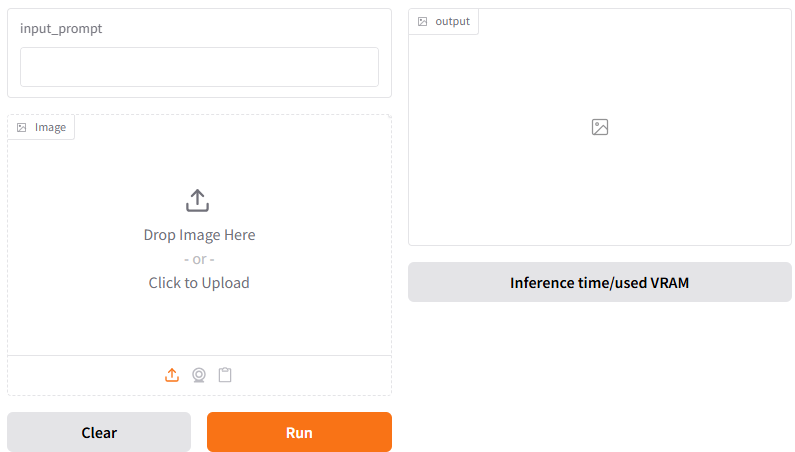 input_prompt
Image
Drop Image Here
- or -
Click to Upload
Clear
Run
output
Inference time/used VRAM